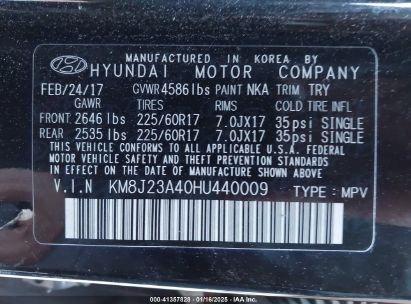 MANUFACTURED IN KOREA BY
HYUNDAI MOTOR COMPANY
FEB/24/17 GVWR 4586lbs PAINT NKA TRIM TRY
GAWR TIRES RIMS COLD TIRE INFL
FRONT 2646 lbs 225/60R17 7.0JX17 35psi SINGLE
REAR 2535 lbs 225/60R17 7.0JX17 35psi SINGLE
THIS VEHICLE CONFORMS TO ALL APPLICABLE U.S.A. FEDERAL
MOTOR VEHICLE SAFETY, BUMPER, AND THEFT PREVENTION STANDARDS
IN EFFECT ON THE DATE OF MANUFACTURE SHOWN ABOVE.
V.I.N KM8J23A40HU440009 TYPE : MPV
000-41357828 - 01/16/2025 - IAA